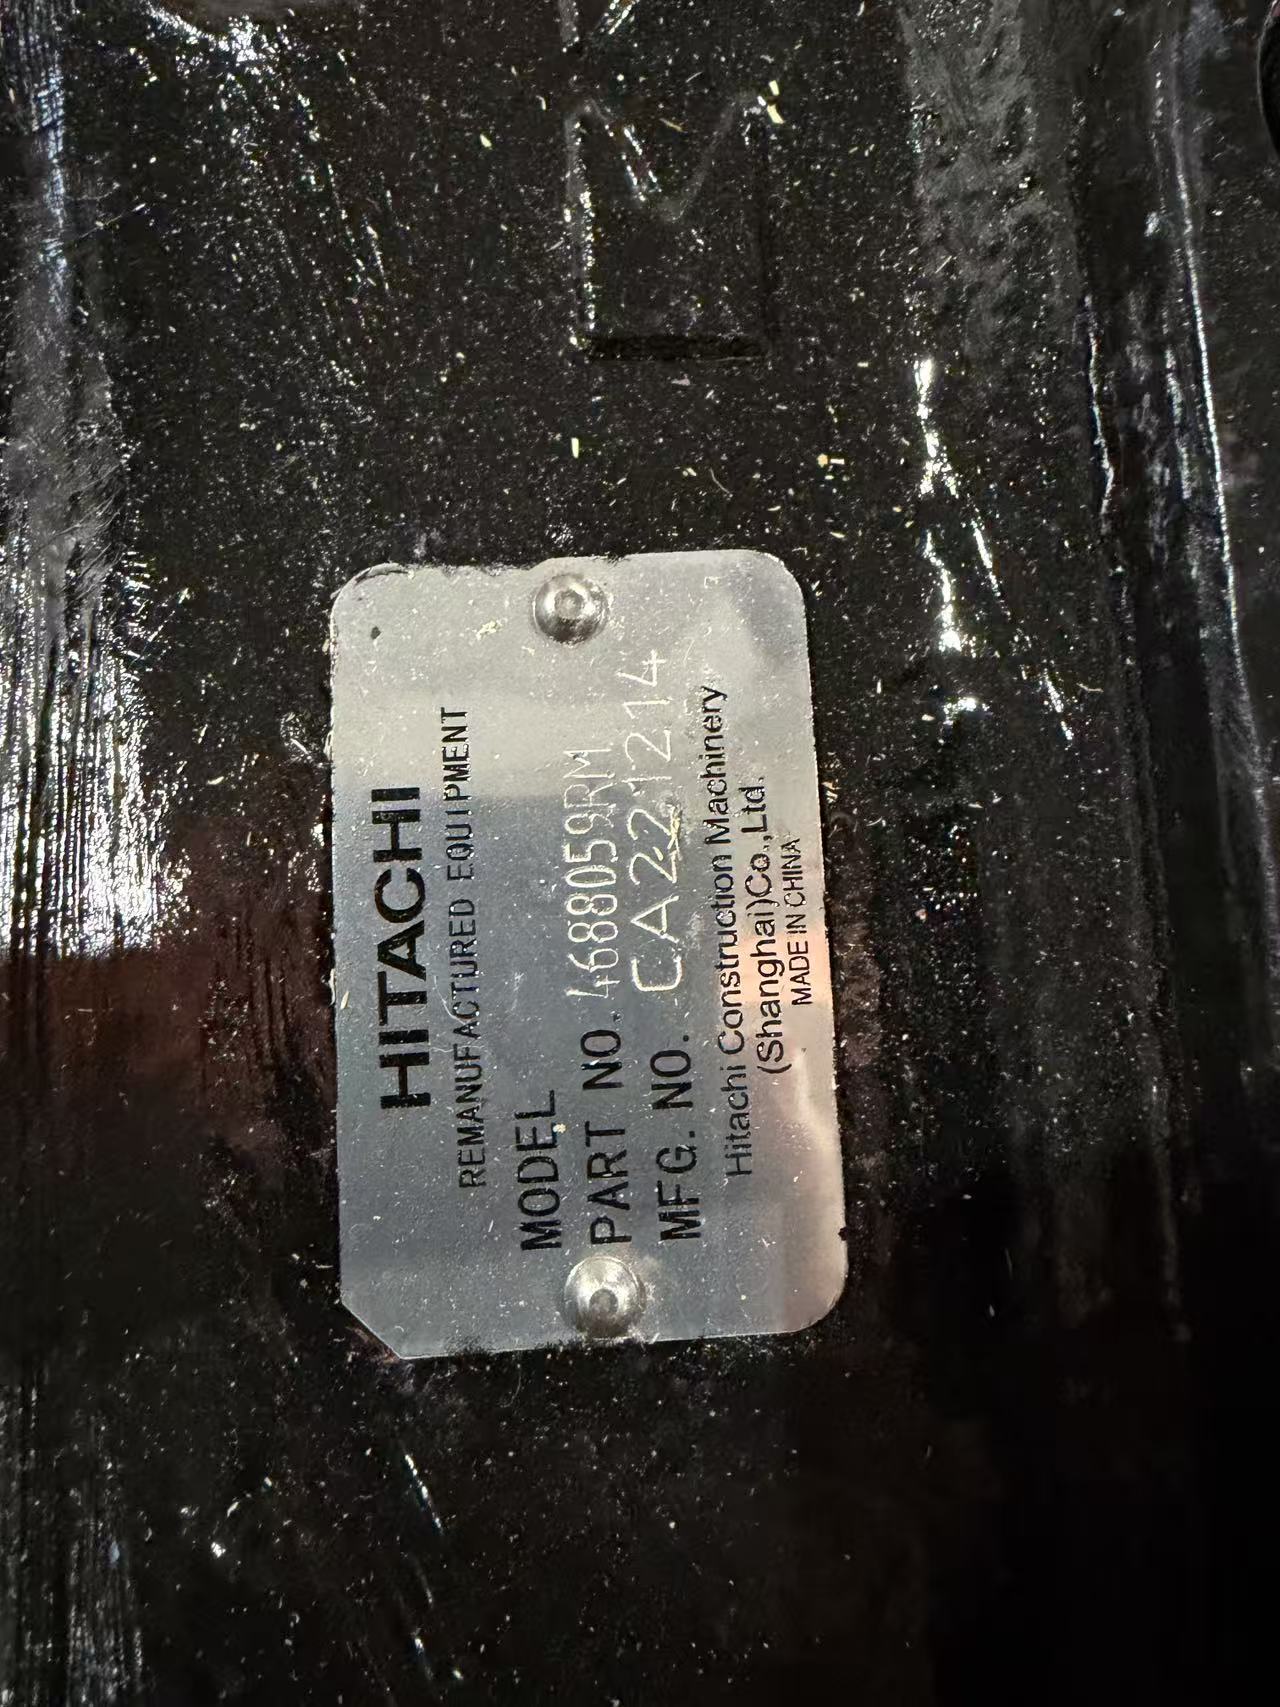 HITACHI
REMANUFACTURED EQUIPMENT
MODEL
PART NO. 4688059RM
MFG. NO. CA221214
Hitachi Construction Machinery
(Shanghai)Co.,Ltd.
MADE IN CHINA